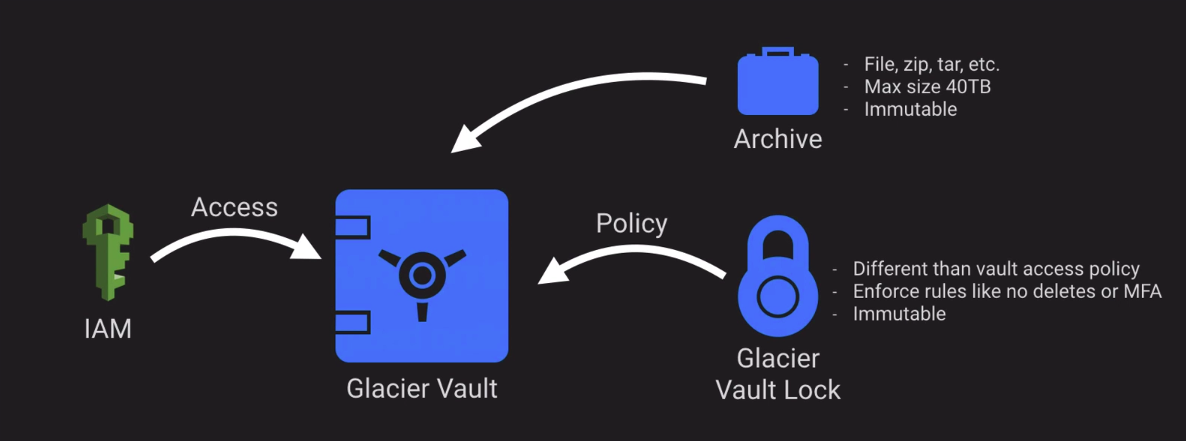 - File, zip, tar, etc.
- Max size 40TB
- Immutable
Archive
Access
IAM
Glacier Vault
Policy
- Different than vault access policy
- Enforce rules like no deletes or MFA
- Immutable
Glacier
Vault Lock